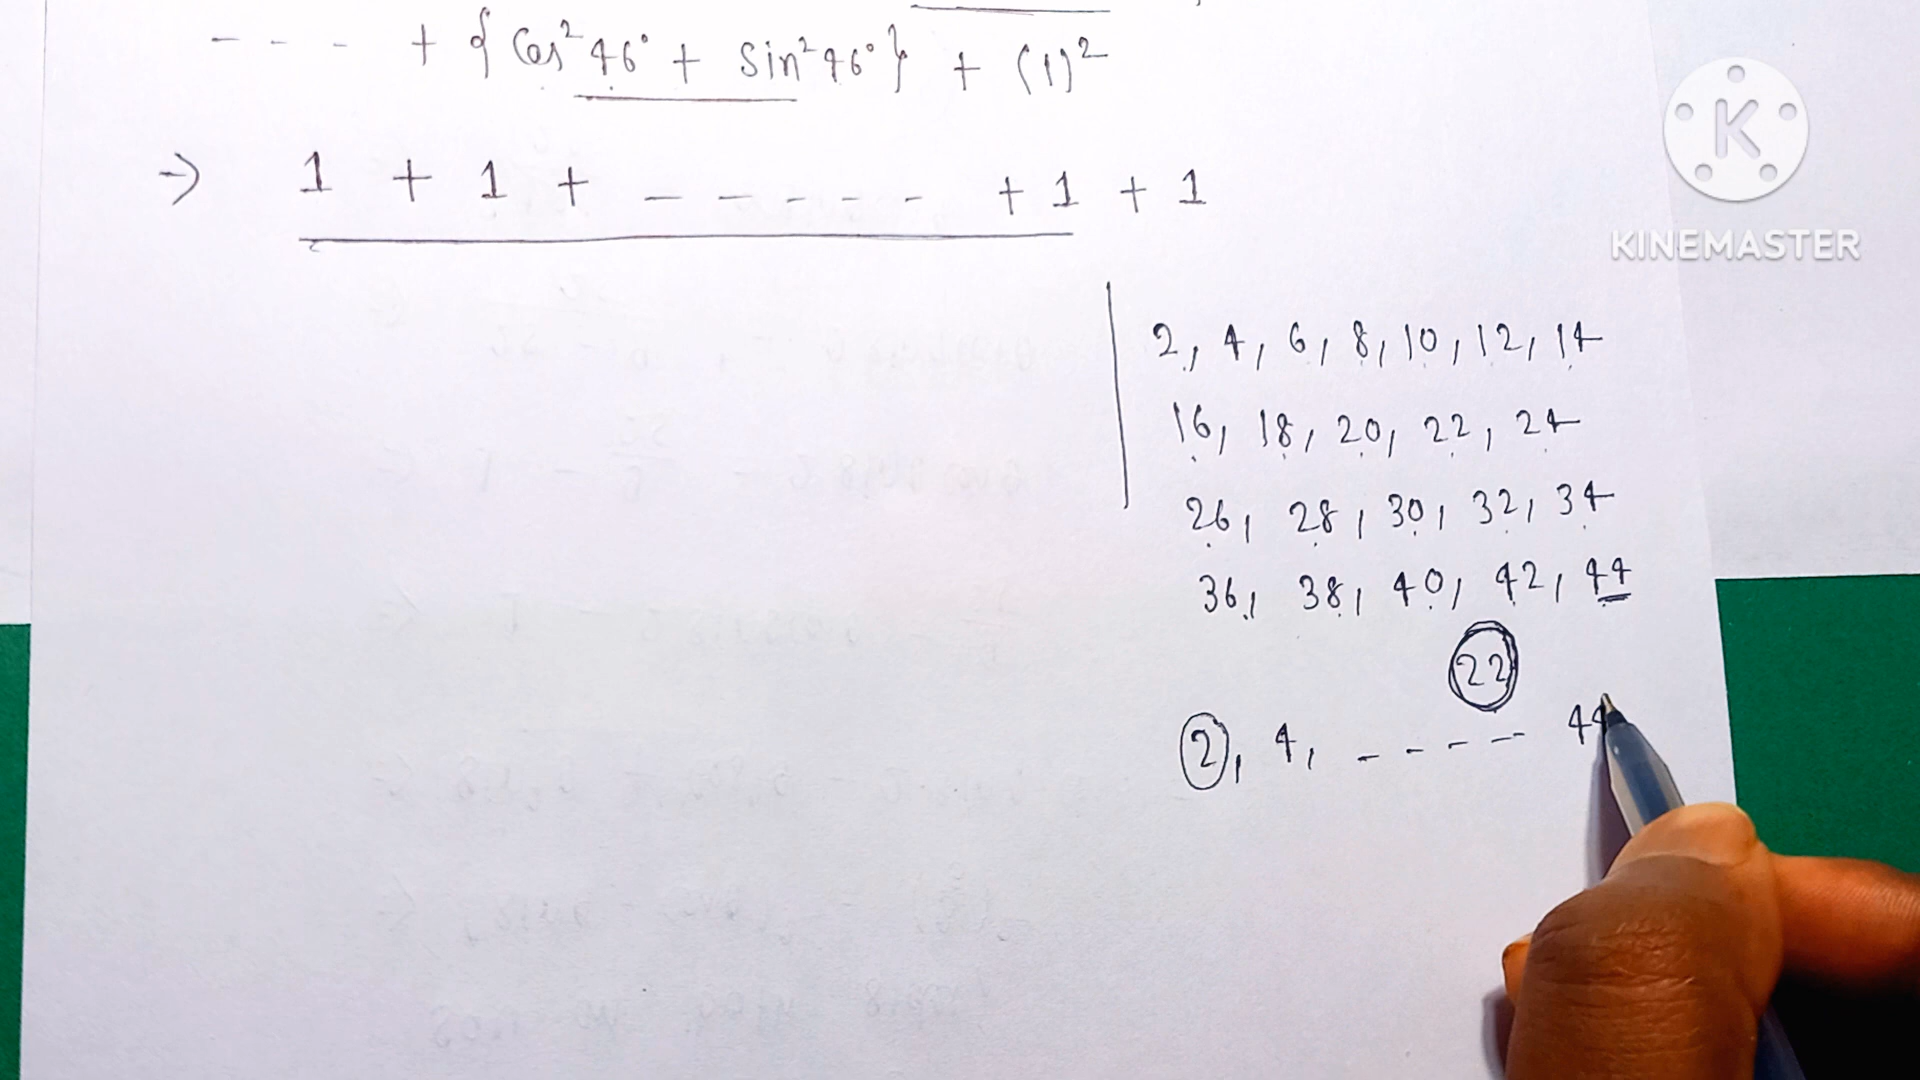 - - - + { Cos² 46° + Sin² 46° } + (1)²
→ 1 + 1 + - - - - - + 1 + 1
2, 4, 6, 8, 10, 12, 14
16, 18, 20, 22, 24
26, 28, 30, 32, 34
36, 38, 40, 42, 44
22
2, 4, - - - - 44
K
KINEMASTER